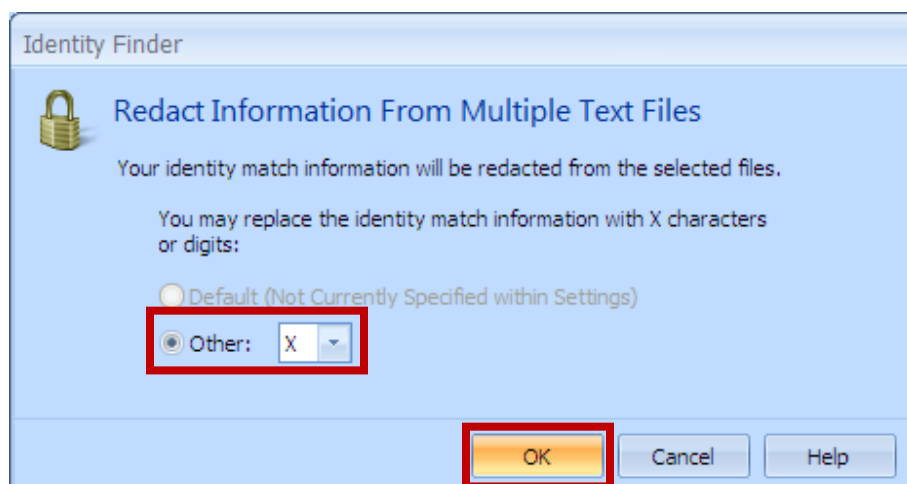 Identity Finder
Redact Information From Multiple Text Files
Your identity match information will be redacted from the selected files.
You may replace the identity match information with X characters
or digits:
Default (Not Currently Specified within Settings)
Other: X
OK Cancel Help